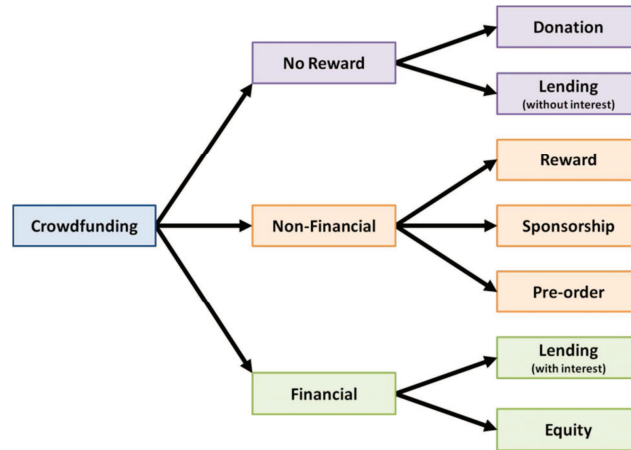 Donation
No Reward
Lending
(without interest)
Reward
Crowdfunding
Non-Financial
Sponsorship
Pre-order
Lending
(with interest)
Financial
Equity